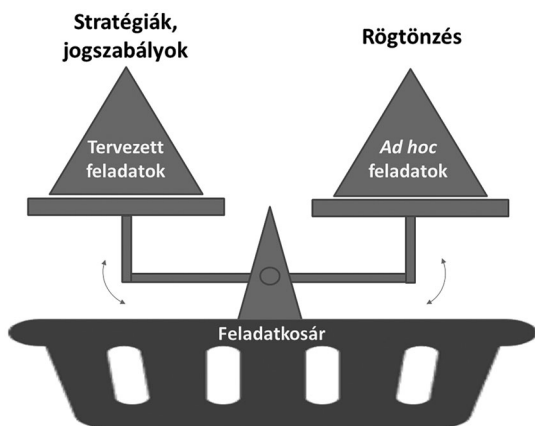 Stratégiák,
jogszabályok
Rögtönzés
Tervezett
feladatok
Ad hoc
feladatok
Feladatkosár